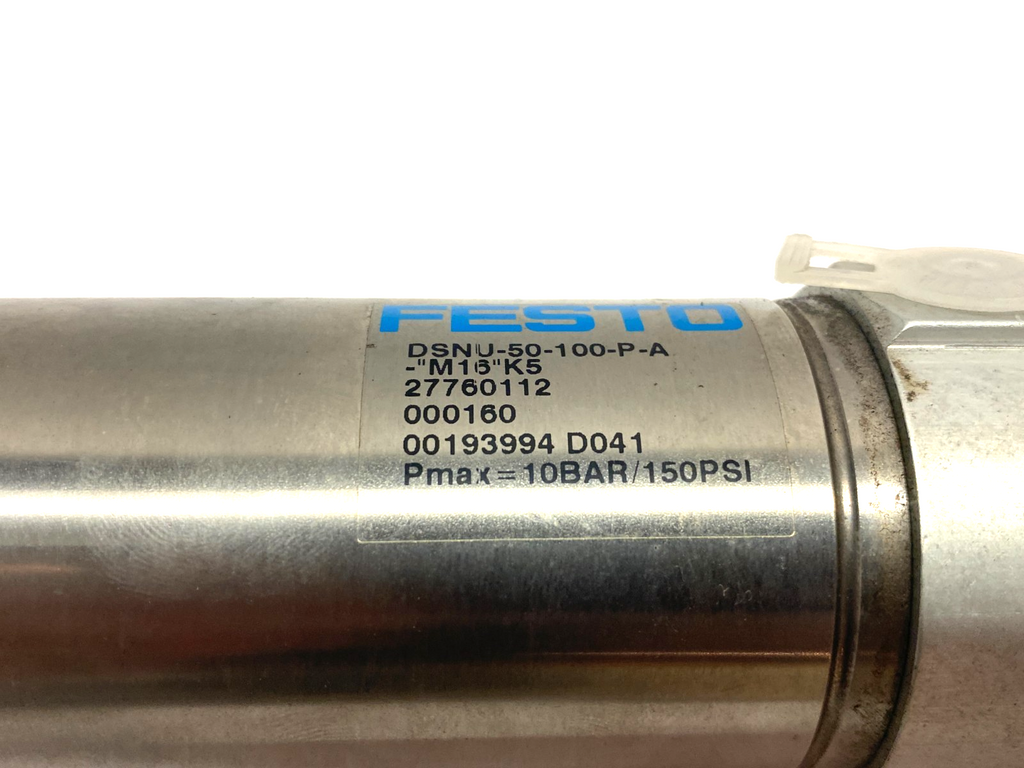 FESTO
DSNU-50-100-P-A
-"M16"K5
27760112
000160
00193994 D041
Pmax=10BAR/150PSI